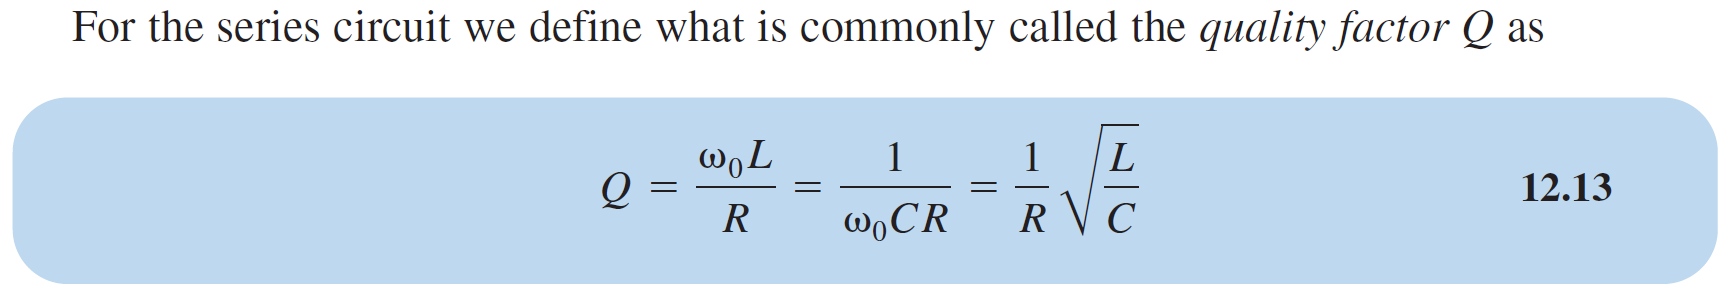 For the series circuit we define what is commonly called the quality factor Q as
Q = ω₀L/R = 1/ω₀CR = 1/R √(L/C) 12.13